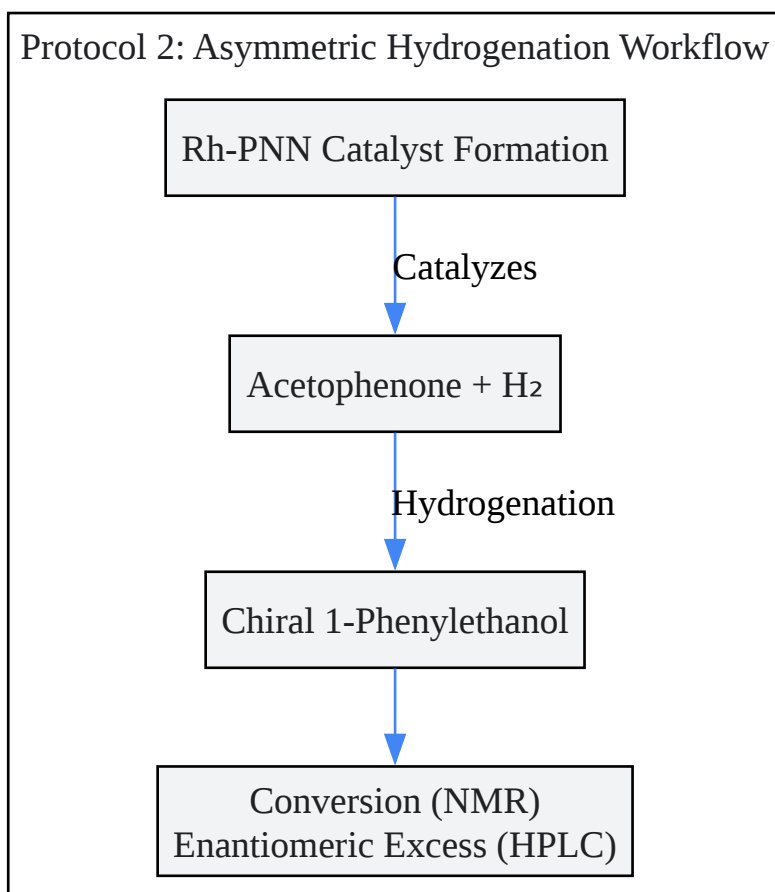 Protocol 2: Asymmetric Hydrogenation Workflow
Rh-PNN Catalyst Formation
Catalyzes
Acetophenone + H₂
Hydrogenation
Chiral 1-Phenylethanol
Conversion (NMR)
Enantiomeric Excess (HPLC)